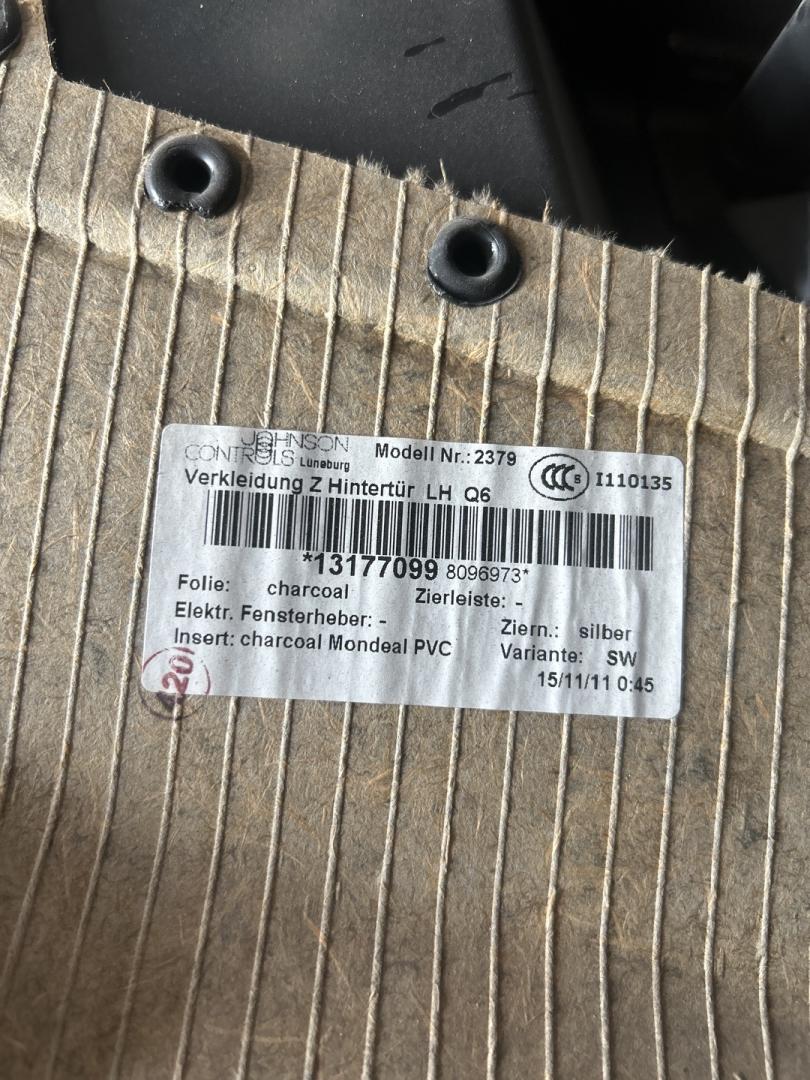 JOHNSON
CONTROLS Lüneburg
Modell Nr.: 2379
CCC S
I110135
Verkleidung Z Hintertür LH Q6
*13177099 8096973*
Folie: charcoal Zierleiste: -
Elektr. Fensterheber: - Ziern.: silber
Insert: charcoal Mondeal PVC Variante: SW
15/11/11 0:45